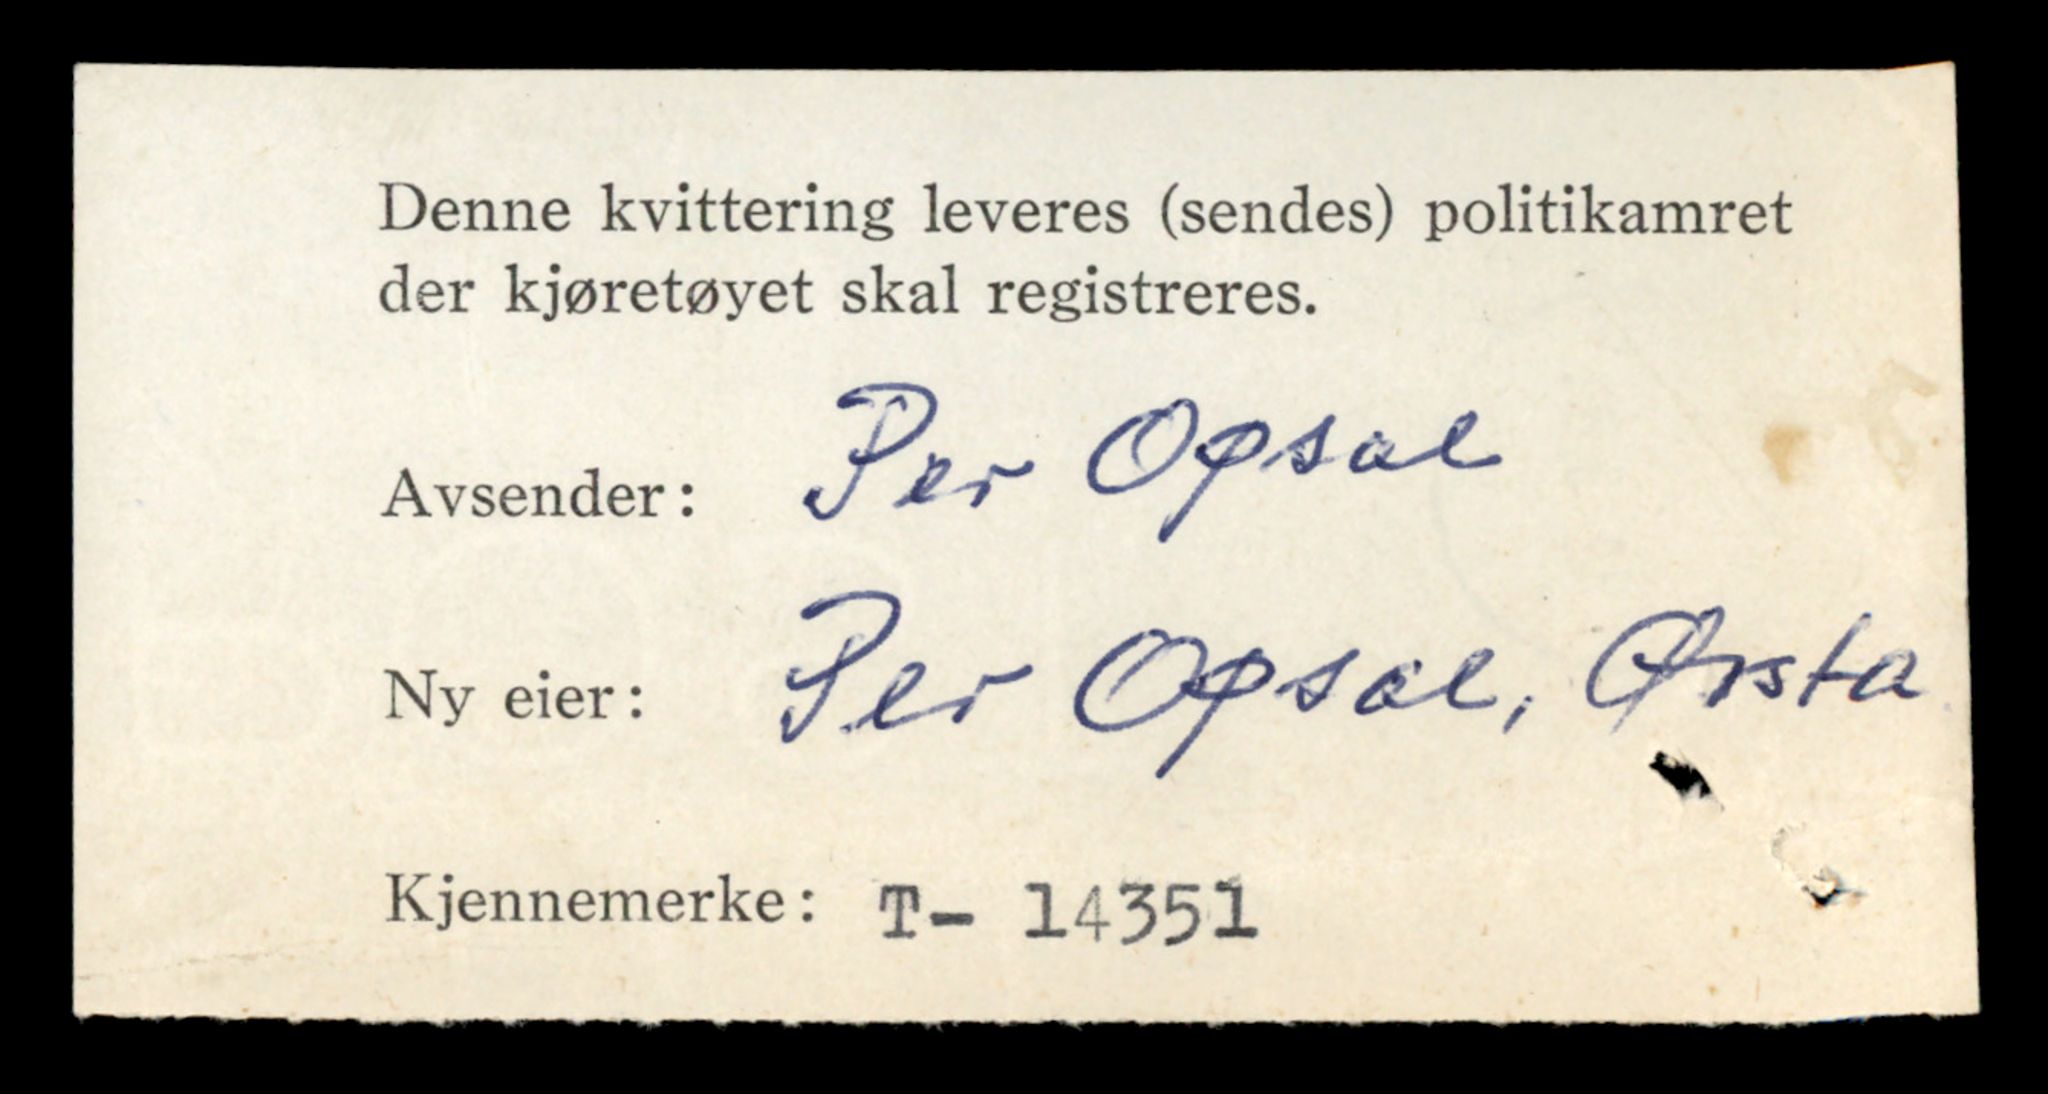 Denne kvittering leveres (sendes) politikamret
der kjøretøyet skal registreres.
Avsender: Per Opsal
Ny eier: Per Opsal, Ørsta
Kjennemerke: T- 14351